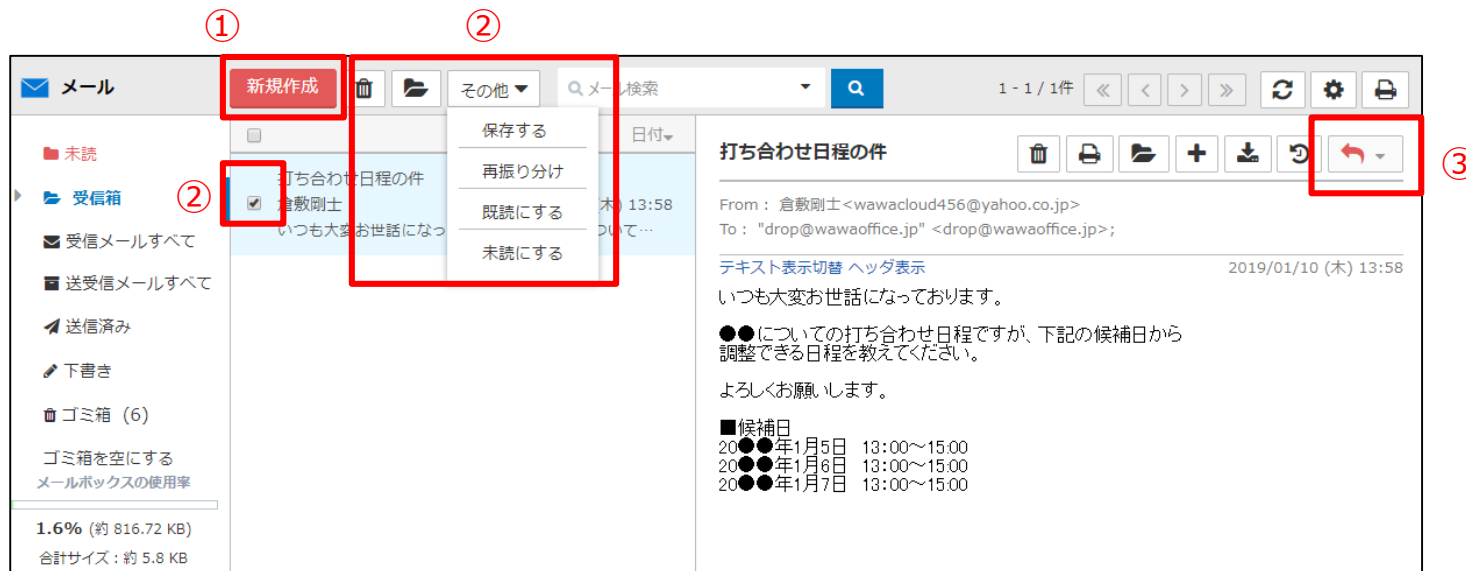 ① ②
メール 新規作成 その他▼ 1 - 1 / 1件 « < > »
保存する
再振り分け
既読にする
未読にする
未読
受信箱
受信メールすべて
送受信メールすべて
送信済み
下書き
ゴミ箱 (6)
ゴミ箱を空にする
メールボックスの使用率
1.6% (約 816.72 KB)
合計サイズ：約 5.8 KB
② 日付
打ち合わせ日程の件
倉敷剛士 木) 13:58
いつも大変お世話になっ ついて…
打ち合わせ日程の件 ③
From： 倉敷剛士<wawacloud456@yahoo.co.jp>
To： "drop@wawaoffice.jp" <drop@wawaoffice.jp>;
テキスト表示切替 ヘッダ表示 2019/01/10 (木) 13:58
いつも大変お世話になっております。
●●についての打ち合わせ日程ですが、下記の候補日から
調整できる日程を教えてください。
よろしくお願いします。
■候補日
20●●年1月5日 13:00～15:00
20●●年1月6日 13:00～15:00
20●●年1月7日 13:00～15:00